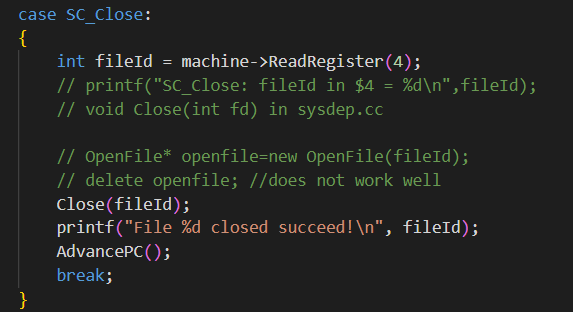 case SC_Close:
{
    int fileId = machine->ReadRegister(4);
    // printf("SC_Close: fileId in $4 = %d\n",fileId);
    // void Close(int fd) in sysdep.cc

    // OpenFile* openfile=new OpenFile(fileId);
    // delete openfile; //does not work well
    Close(fileId);
    printf("File %d closed succeed!\n", fileId);
    AdvancePC();
    break;
}